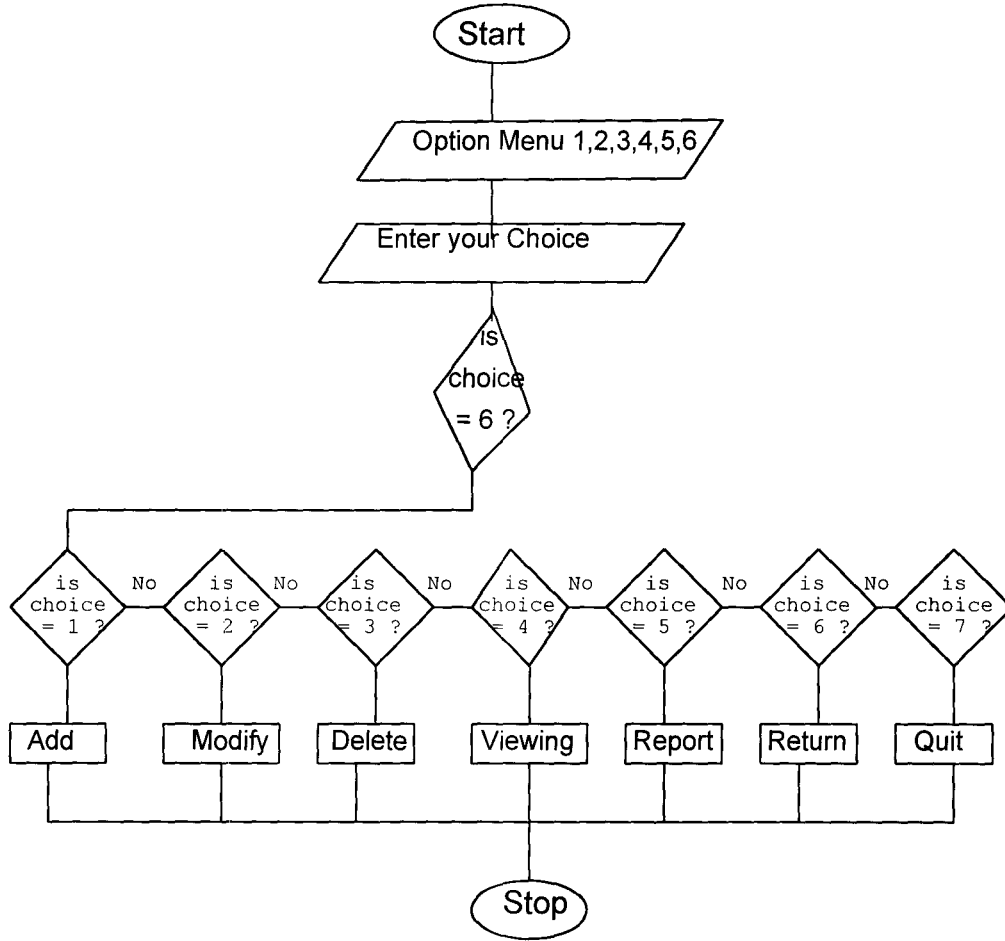 Start
Option Menu 1,2,3,4,5,6
Enter your Choice
is
choice
= 6 ?
is
choice
= 1 ?
No
is
choice
= 2 ?
No
is
choice
= 3 ?
No
is
choice
= 4 ?
No
is
choice
= 5 ?
No
is
choice
= 6 ?
No
is
choice
= 7 ?
Add
Modify
Delete
Viewing
Report
Return
Quit
Stop